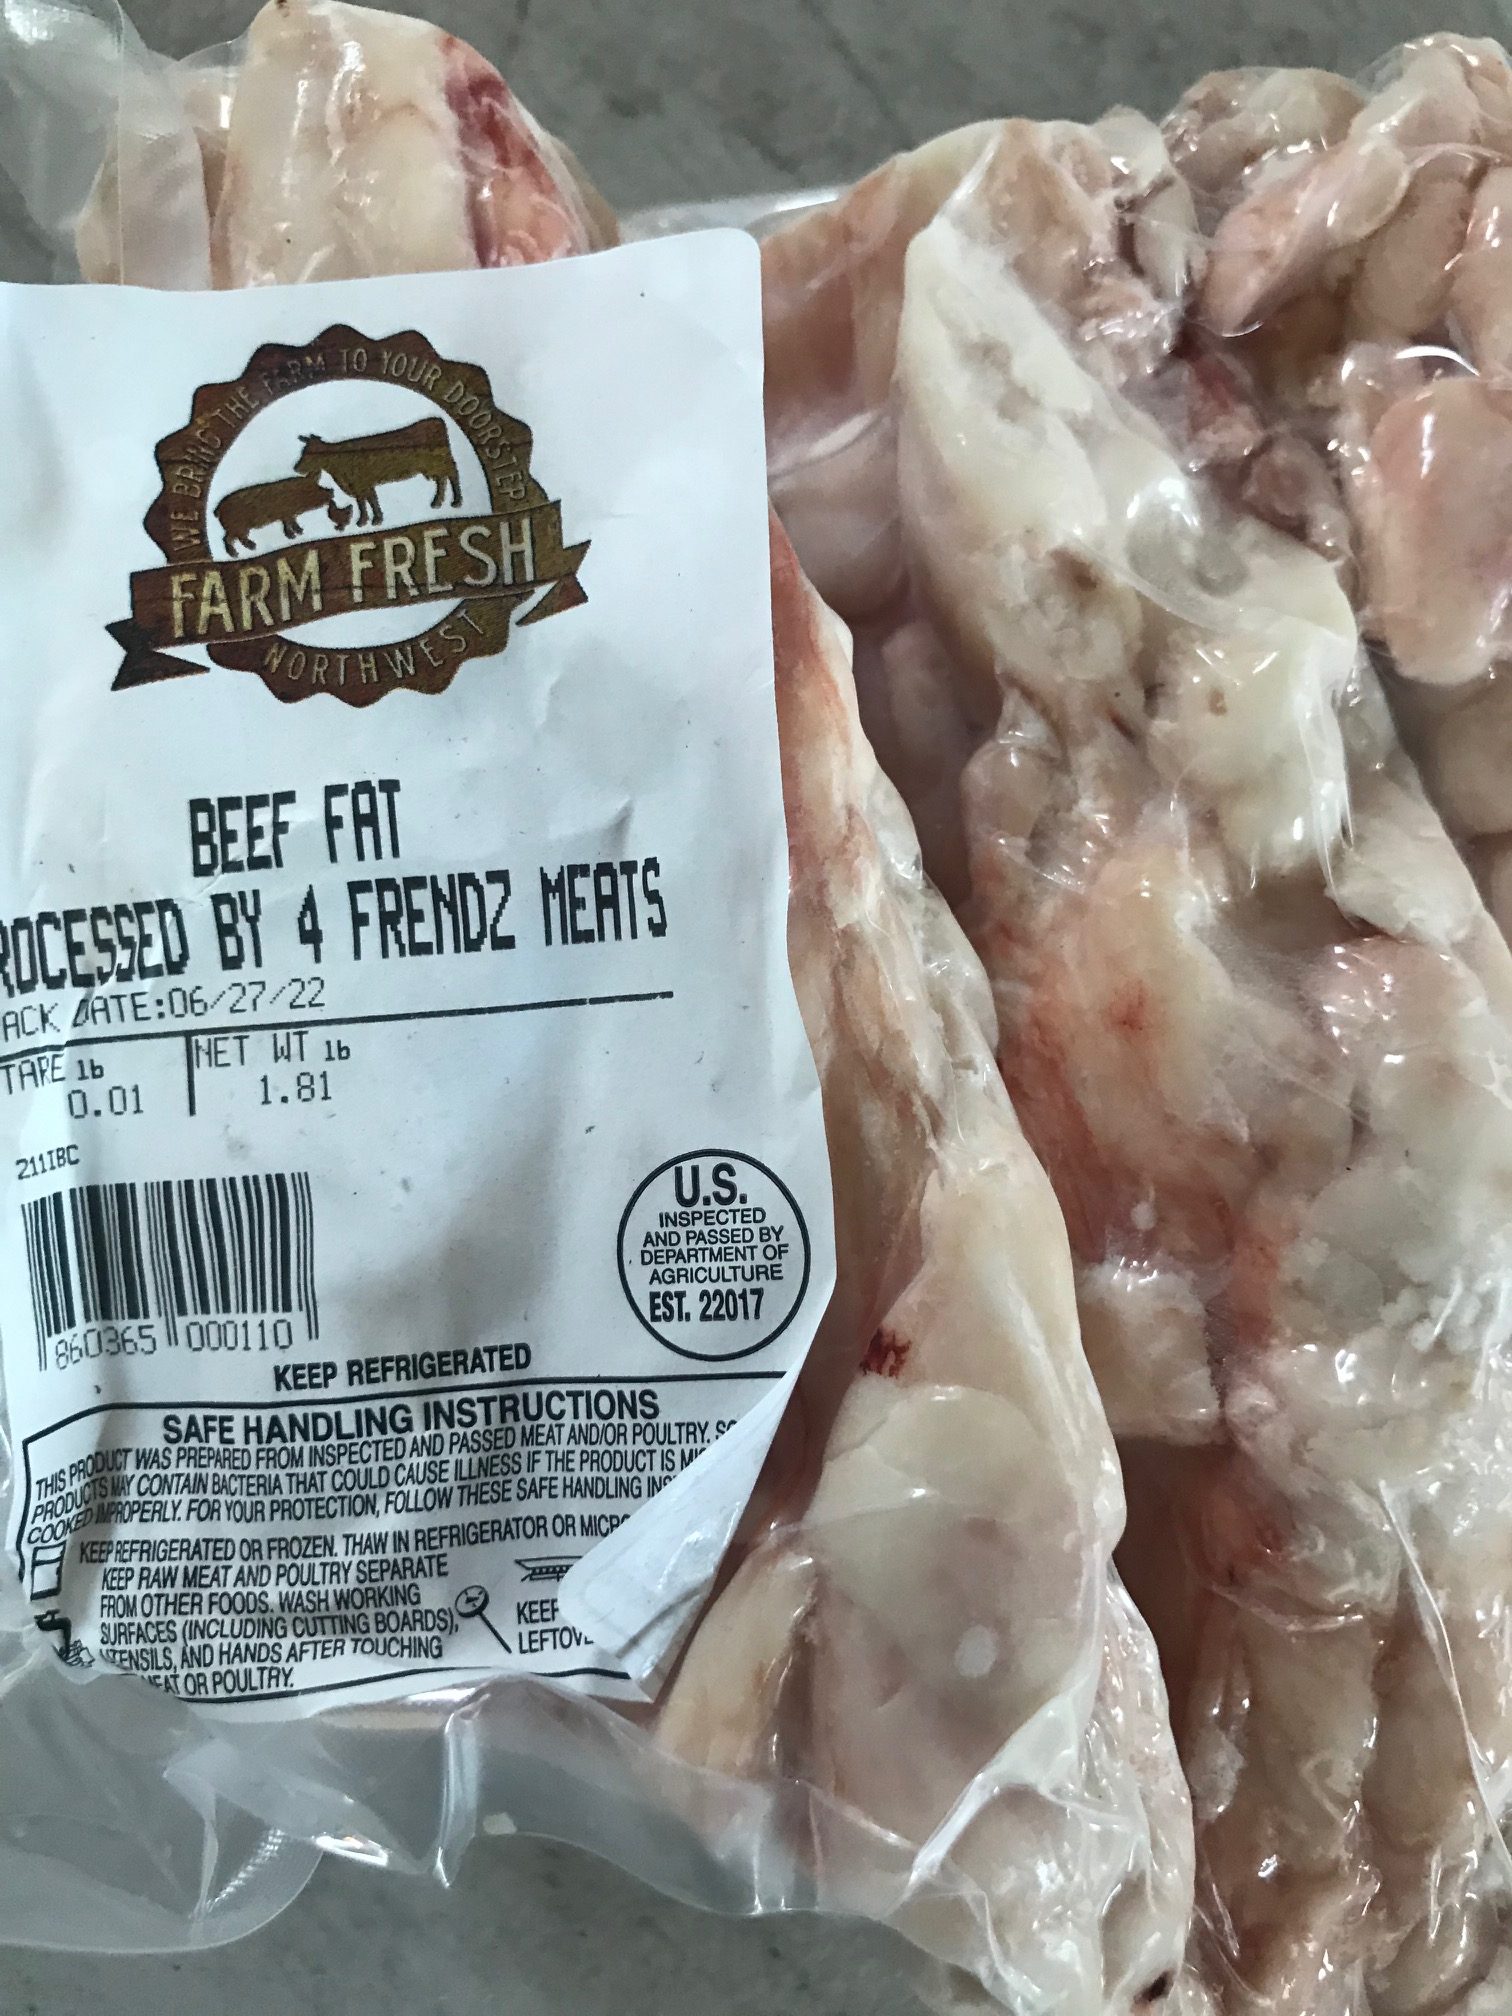 WE BRING THE FARM TO YOUR DOORSTEP
FARM FRESH
NORTHWEST
BEEF FAT
ROCESSED BY 4 FRENDZ MEATS
ACK DATE:06/27/22
TARE lb
0.01
NET WT lb
1.81
211IBC
860365 000110
U.S.
INSPECTED
AND PASSED BY
DEPARTMENT OF
AGRICULTURE
EST. 22017
KEEP REFRIGERATED
SAFE HANDLING INSTRUCTIONS
THIS PRODUCT WAS PREPARED FROM INSPECTED AND PASSED MEAT AND/OR POULTRY.
PRODUCTS MAY CONTAIN BACTERIA THAT COULD CAUSE ILLNESS IF THE PRODUCT IS
COOKED IMPROPERLY. FOR YOUR PROTECTION, FOLLOW THESE SAFE HANDLING
KEEP REFRIGERATED OR FROZEN. THAW IN REFRIGERATOR OR
KEEP RAW MEAT AND POULTRY SEPARATE
FROM OTHER FOODS. WASH WORKING
SURFACES (INCLUDING CUTTING BOARDS),
UTENSILS, AND HANDS AFTER TOUCHING
MEAT OR POULTRY.
KEEP